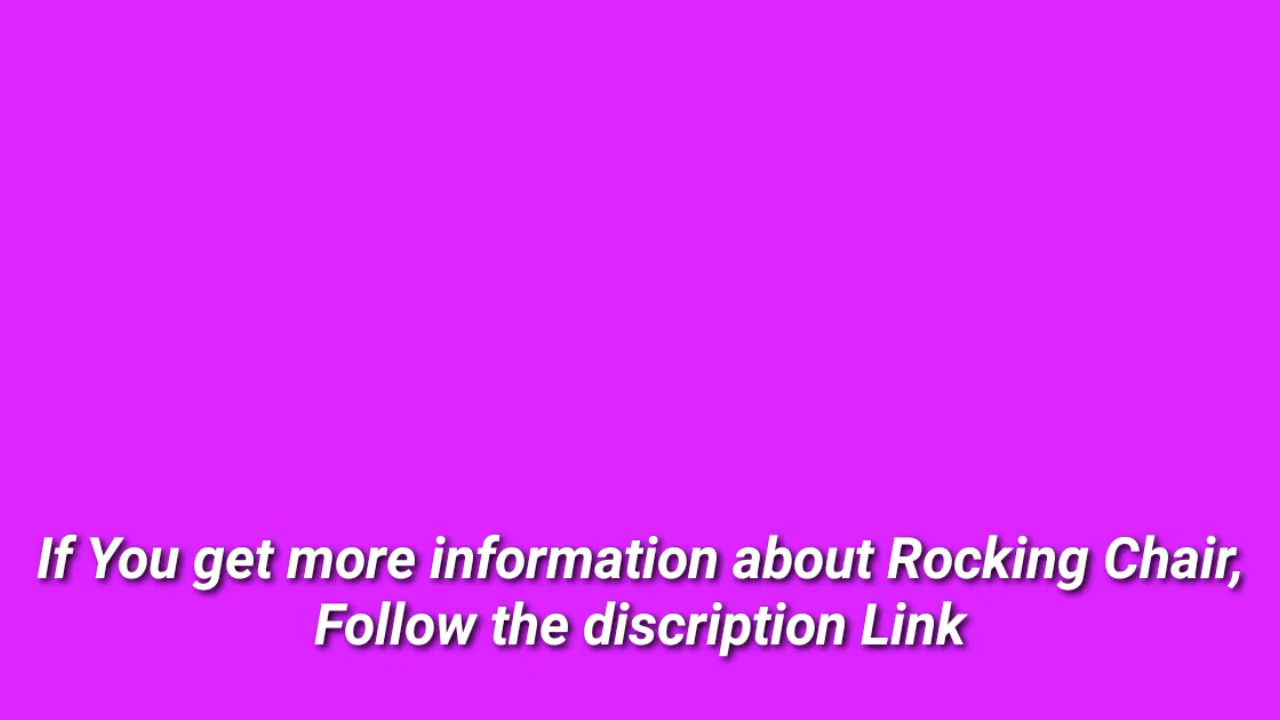 If You get more information about Rocking Chair,
Follow the discription Link